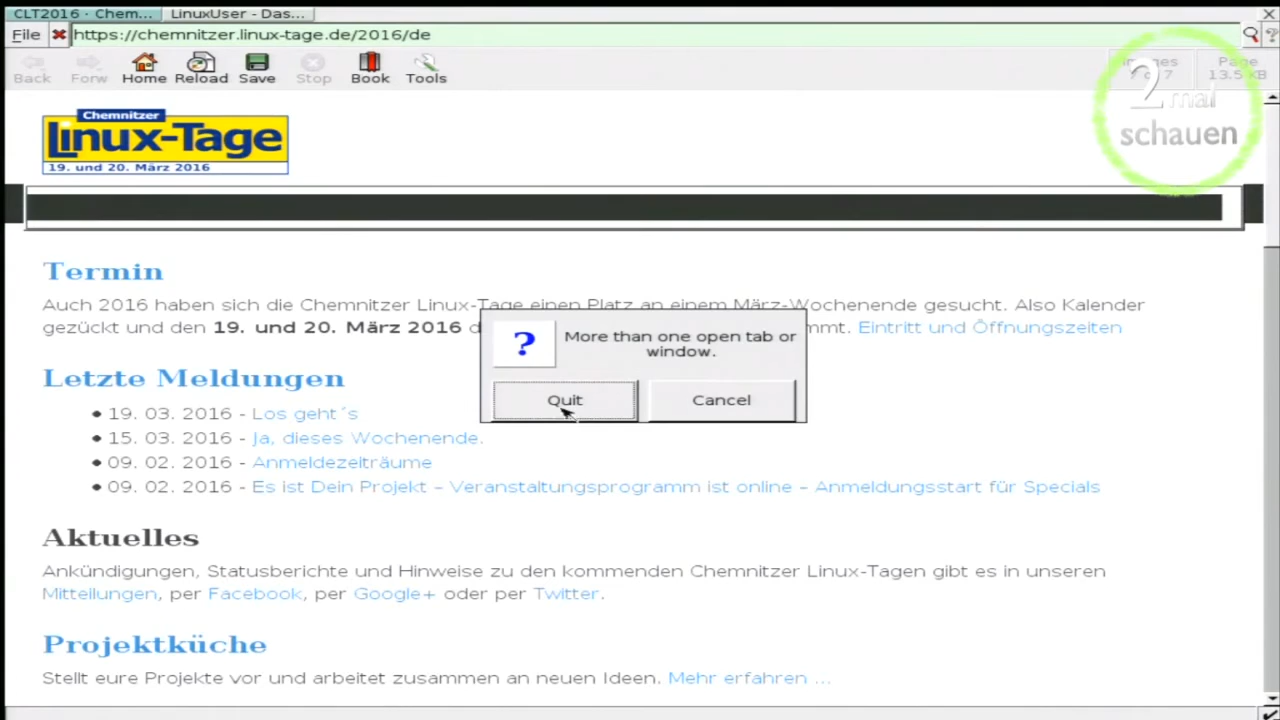 CLT2016 · Chem...
LinuxUser - Das...
File
https://chemnitzer.linux-tage.de/2016/de
Back
Forw
Home
Reload
Save
Stop
Book
Tools
Page
13.5 KB
2
mal
schauen
Chemnitzer
Linux-Tage
19. und 20. März 2016
Termin
Auch 2016 haben sich die Chemnitzer Linux-Tage einen Platz an einem März-Wochenende gesucht. Also Kalender
gezückt und den 19. und 20. März 2016 Eintritt und Öffnungszeiten
?
More than one open tab or
window.
Quit
Cancel
Letzte Meldungen
19. 03. 2016 - Los geht´s
15. 03. 2016 - Ja, dieses Wochenende.
09. 02. 2016 - Anmeldezeiträume
09. 02. 2016 - Es ist Dein Projekt – Veranstaltungsprogramm ist online – Anmeldungsstart für Specials
Aktuelles
Ankündigungen, Statusberichte und Hinweise zu den kommenden Chemnitzer Linux-Tagen gibt es in unseren
Mitteilungen, per Facebook, per Google+ oder per Twitter.
Projektküche
Stellt eure Projekte vor und arbeitet zusammen an neuen Ideen. Mehr erfahren ...